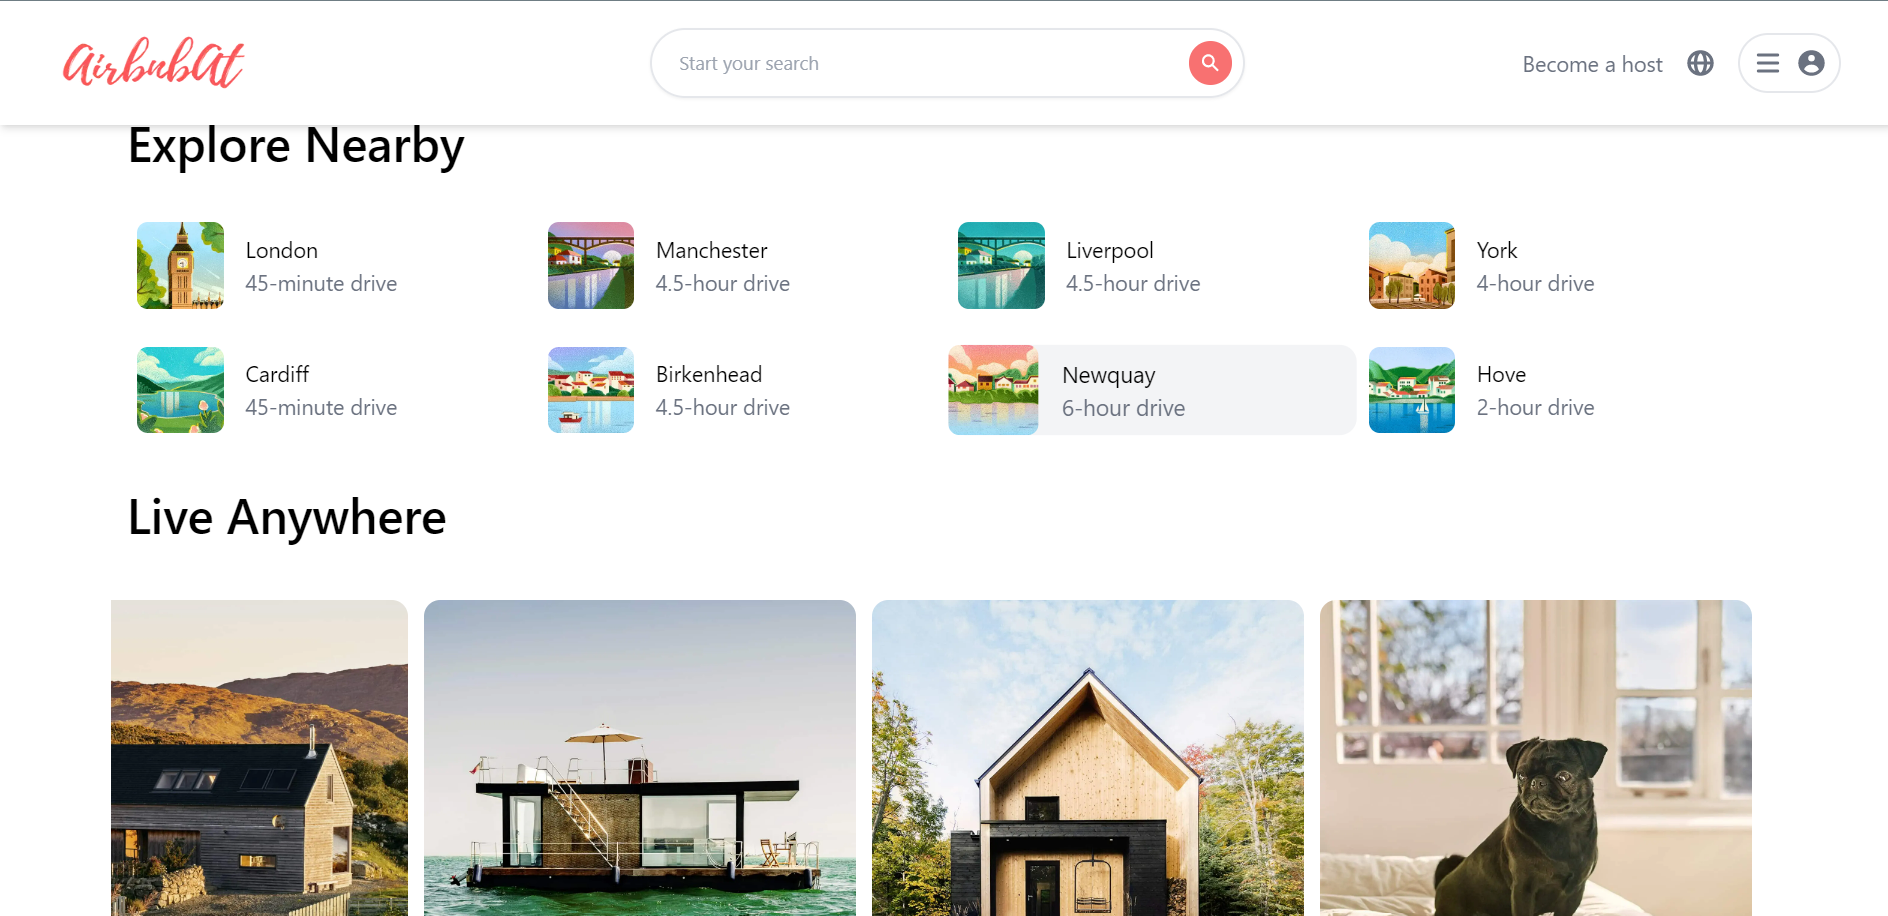 AirbnbAt
Start your search
Become a host
Explore Nearby
London
45-minute drive
Manchester
4.5-hour drive
Liverpool
4.5-hour drive
York
4-hour drive
Cardiff
45-minute drive
Birkenhead
4.5-hour drive
Newquay
6-hour drive
Hove
2-hour drive
Live Anywhere